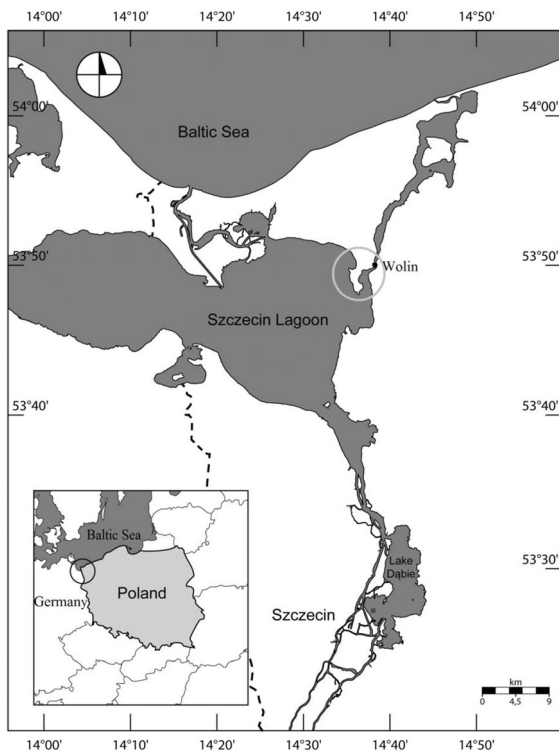 14°00' 14°10' 14°20' 14°30' 14°40' 14°50'
54°00' 54°00'
Baltic Sea
53°50' 53°50'
Wolin
Szczecin Lagoon
53°40' 53°40'
Baltic Sea
53°30'
Lake
Dąbie
Poland
Germany
Szczecin
km
0 4,5 9
14°00' 14°10' 14°20' 14°30' 14°40' 14°50'